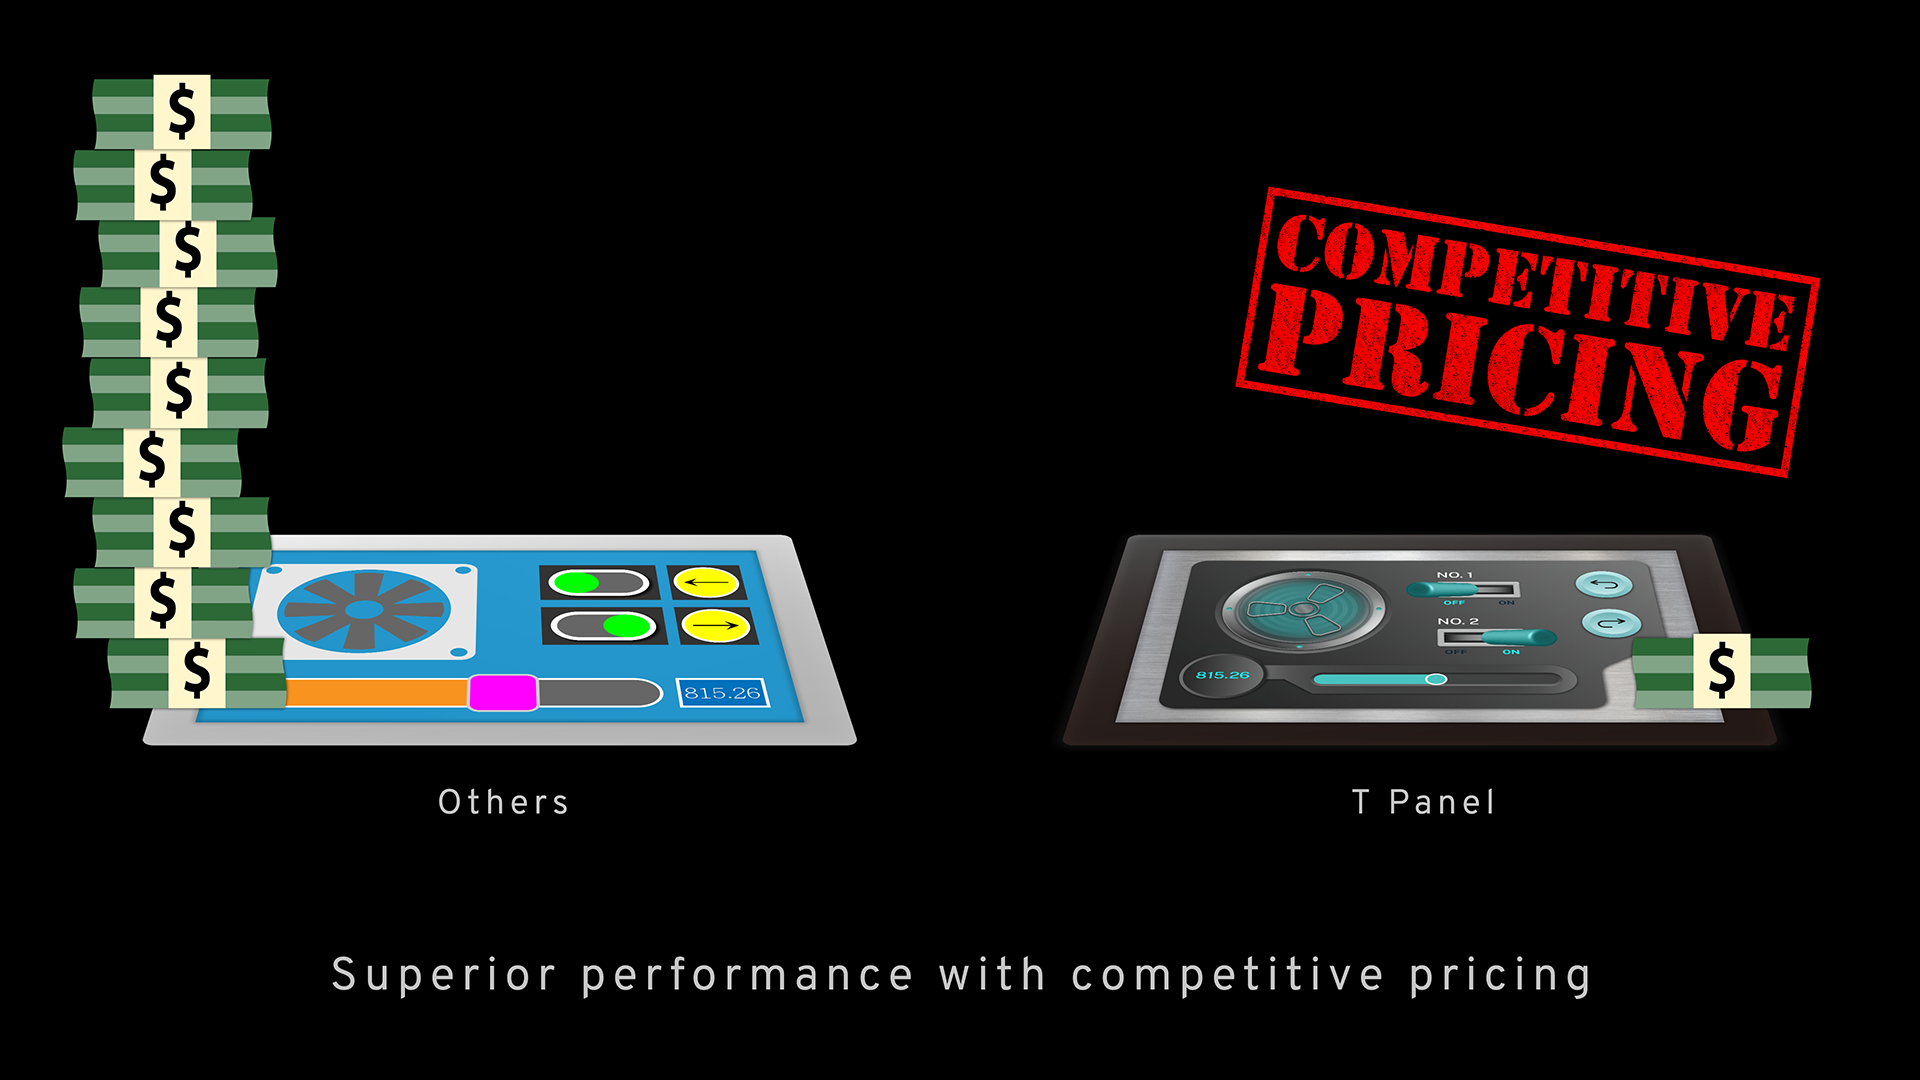 $
$
$
$
$
$
$
$
$
COMPETITIVE
PRICING
815.26
NO. 1
OFF ON
NO. 2
OFF ON
815.26
$
Others
T Panel
Superior performance with competitive pricing